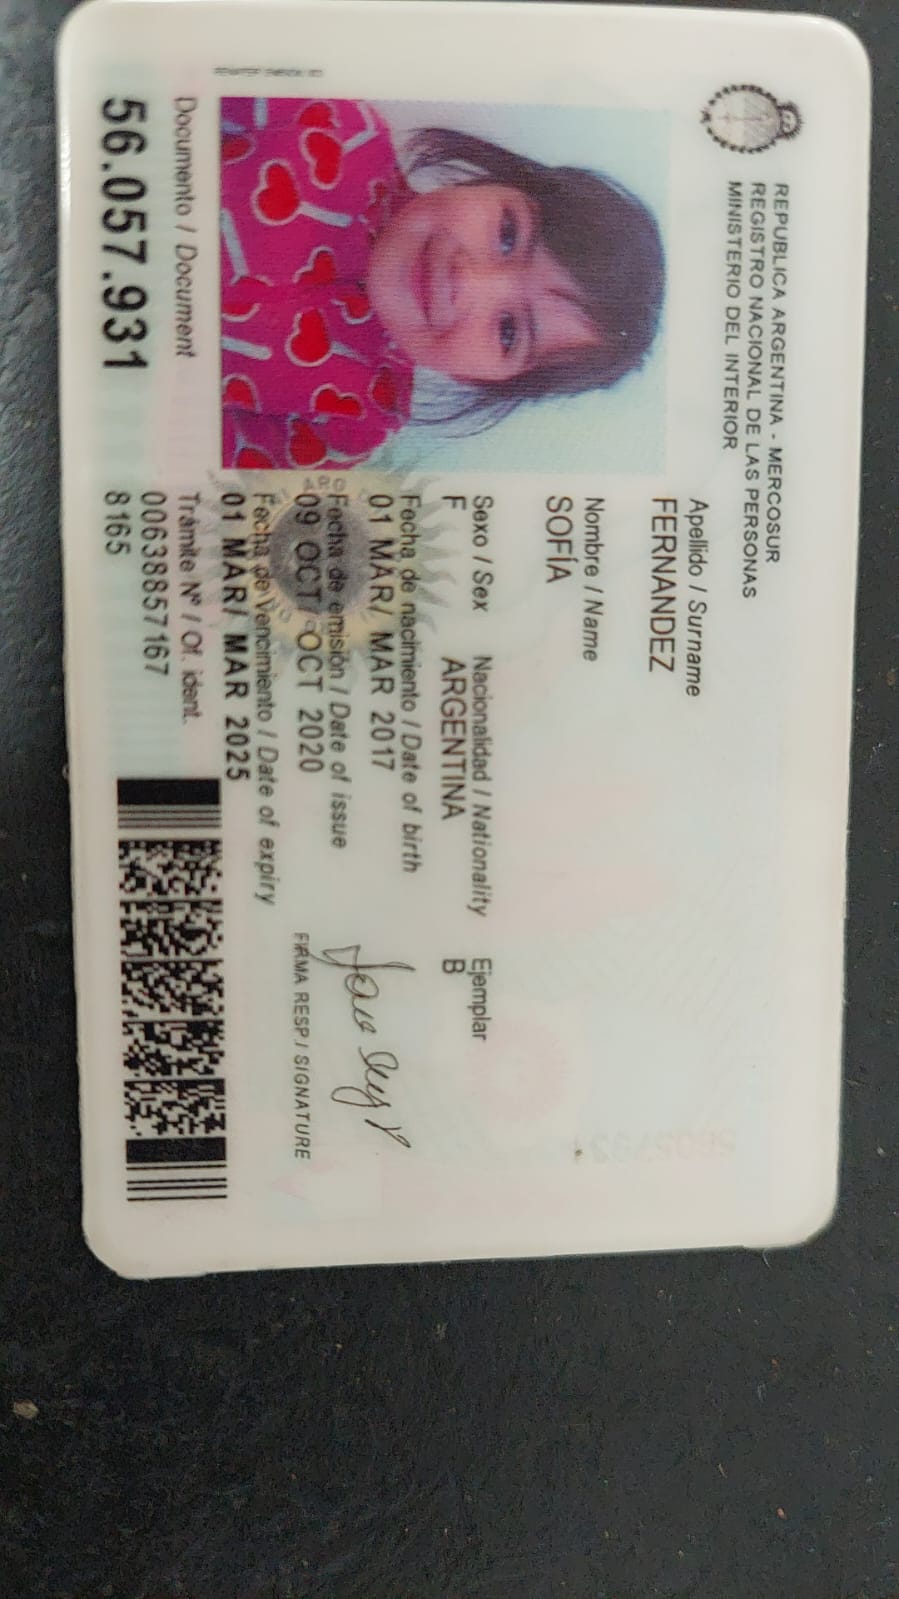 REPUBLICA ARGENTINA - MERCOSUR
REGISTRO NACIONAL DE LAS PERSONAS
MINISTERIO DEL INTERIOR
Apellido / Surname
FERNANDEZ
Nombre / Name
SOFÍA
Sexo / Sex Nacionalidad / Nationality Ejemplar
F ARGENTINA B
Fecha de nacimiento / Date of birth
01 MAR/ MAR 2017
Fecha de emisión / Date of issue
09 OCT/ OCT 2020
Fecha de Vencimiento / Date of expiry
01 MAR/ MAR 2025
FIRMA RESP./ SIGNATURE
Documento / Document
56.057.931
Trámite Nº / Of. ident.
00638857167
8165